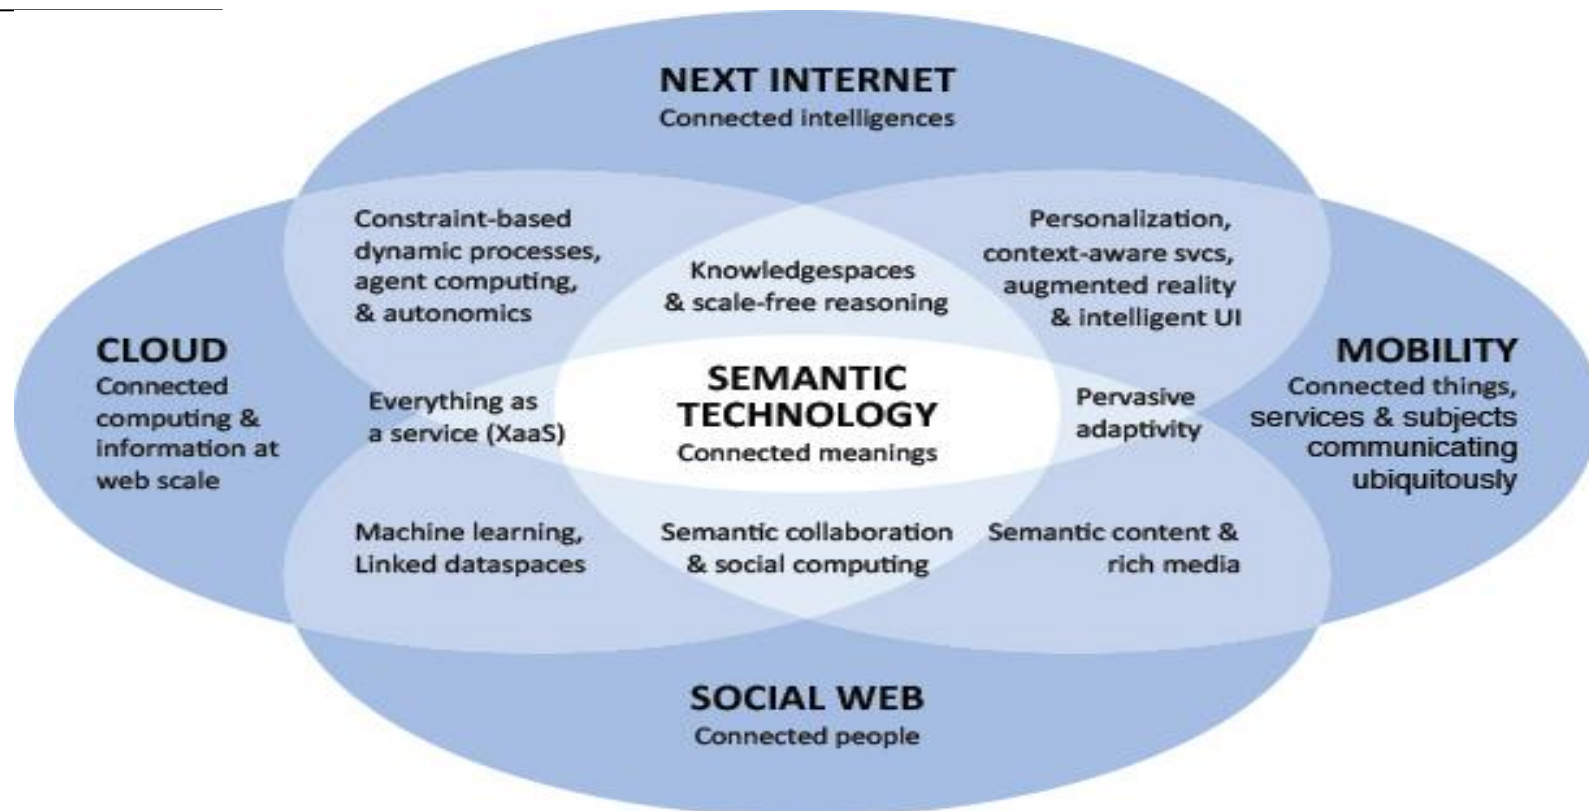 NEXT INTERNET
Connected intelligences
Constraint-based
dynamic processes,
agent computing,
& autonomics
Knowledgespaces
& scale-free reasoning
Personalization,
context-aware svcs,
augmented reality
& intelligent UI
CLOUD
Connected
computing &
information at
web scale
Everything as
a service (XaaS)
SEMANTIC
TECHNOLOGY
Connected meanings
Pervasive
adaptivity
MOBILITY
Connected things,
services & subjects
communicating
ubiquitously
Machine learning,
Linked dataspaces
Semantic collaboration
& social computing
Semantic content &
rich media
SOCIAL WEB
Connected people